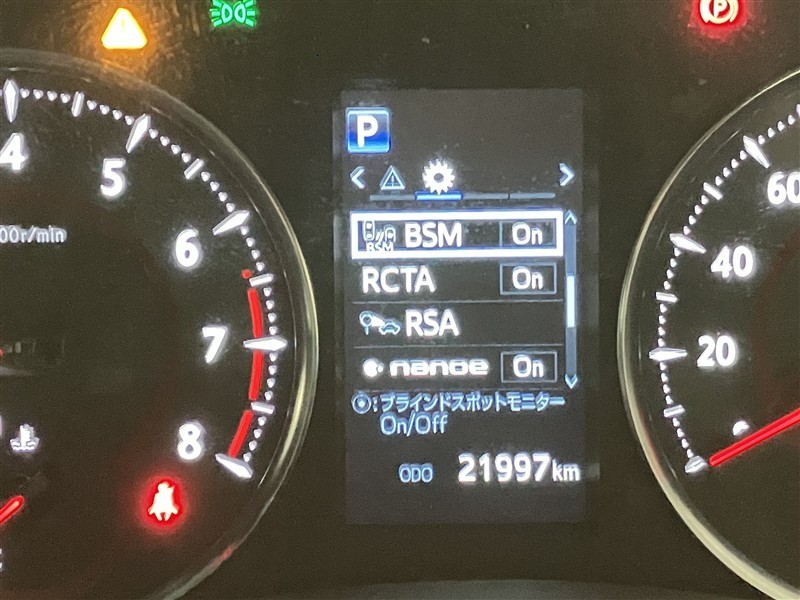 P
P
4
5
6
7
8
00r/min
BSM
BSM On
RCTA On
RSA
nanoe On
:ブラインドスポットモニター
On/Off
ODO 21997km
60
40
20